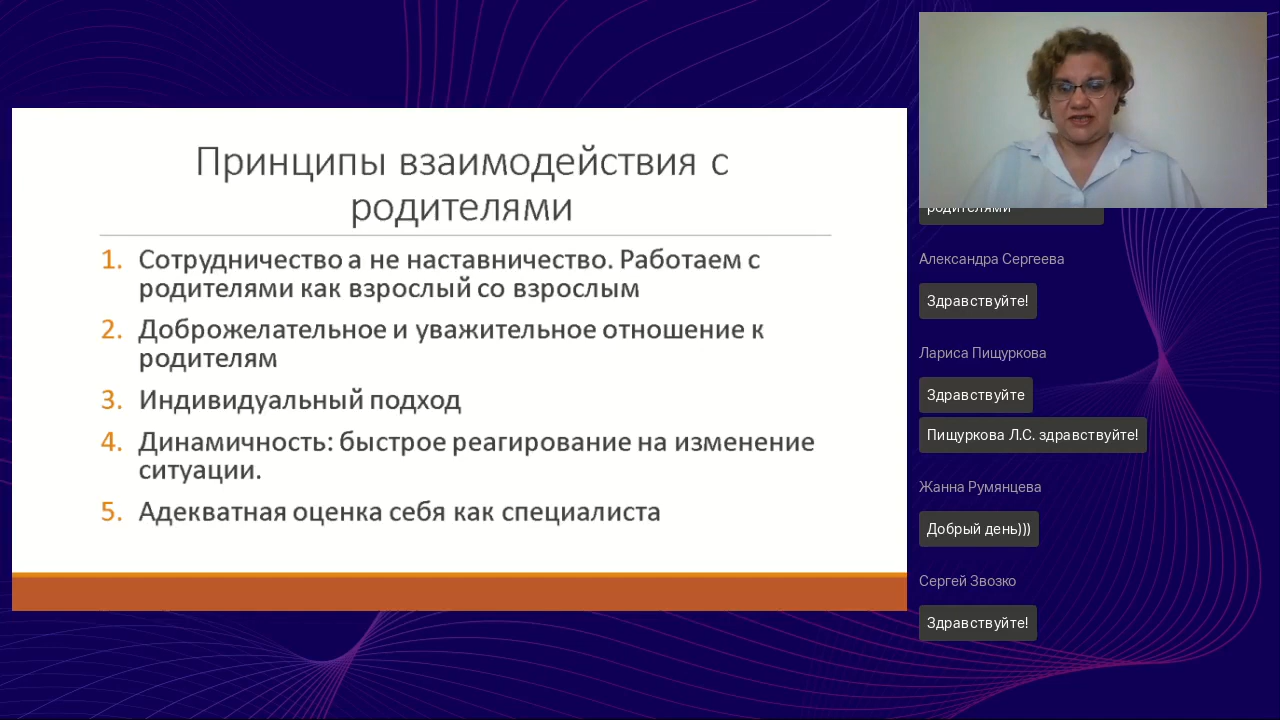 Принципы взаимодействия с
родителями
1. Сотрудничество а не наставничество. Работаем с
родителями как взрослый со взрослым
2. Доброжелательное и уважительное отношение к
родителям
3. Индивидуальный подход
4. Динамичность: быстрое реагирование на изменение
ситуации.
5. Адекватная оценка себя как специалиста
родителями
Александра Сергеева
Здравствуйте!
Лариса Пищуркова
Здравствуйте
Пищуркова Л.С. здравствуйте!
Жанна Румянцева
Добрый день)))
Сергей Звозко
Здравствуйте!